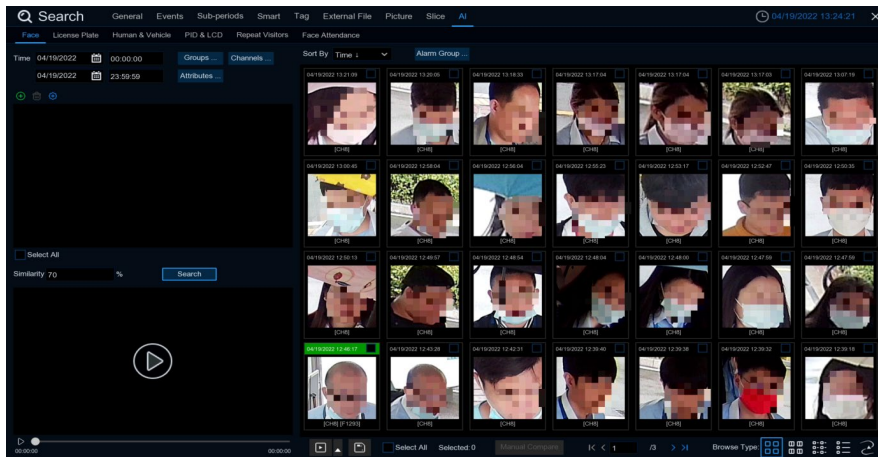 Search General Events Sub-periods Smart Tag External File Picture Slice AI 04/19/2022 13:24:21
Face License Plate Human & Vehicle PID & LCD Repeat Visitors Face Attendance
Time 04/19/2022 00:00:00 Groups ... Channels ...
04/19/2022 23:59:59 Attributes ...
Sort By Time ↓ Alarm Group ...
04/19/2022 13:21:09 04/19/2022 13:20:05 04/19/2022 13:18:33 04/19/2022 13:17:04 04/19/2022 13:17:04 04/19/2022 13:17:03 04/19/2022 13:07:19
[CH8] [CH8] [CH8] [CH8] [CH8] [CH8] [CH8]
04/19/2022 13:00:45 04/19/2022 12:58:04 04/19/2022 12:56:04 04/19/2022 12:55:23 04/19/2022 12:53:17 04/19/2022 12:52:47 04/19/2022 12:50:35
[CH8] [CH8] [CH8] [CH8] [CH8] [CH8] [CH8]
Select All
Similarity 70 % Search
04/19/2022 12:50:13 04/19/2022 12:49:57 04/19/2022 12:48:54 04/19/2022 12:48:04 04/19/2022 12:48:00 04/19/2022 12:47:59 04/19/2022 12:47:59
[CH8] [CH8] [CH8] [CH8] [CH8] [CH8] [CH8]
04/19/2022 12:46:17 04/19/2022 12:43:28 04/19/2022 12:42:31 04/19/2022 12:39:40 04/19/2022 12:39:38 04/19/2022 12:39:32 04/19/2022 12:39:18
[CH8] [F1293] [CH8] [CH8] [CH8] [CH8] [CH8] [CH8]
00:00:00 00:00:00
Select All Selected:0 Manual Compare 1 /3 Browse Type: